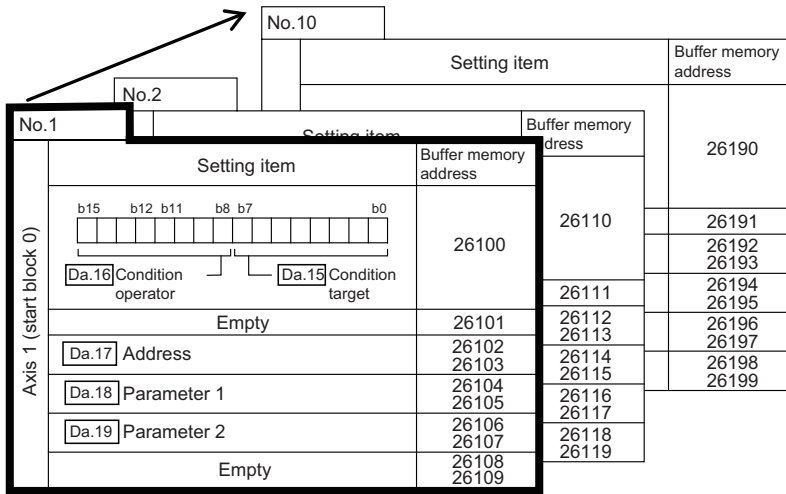 No.10
Setting item
Buffer memory
address
26190
26191
26192
26193
26194
26195
26196
26197
26198
26199
No.2
Setting item
Buffer memory
dress
26110
26111
26112
26113
26114
26115
26116
26117
26118
26119
No.1
Axis 1 (start block 0)
Setting item
Buffer memory
address
b15 b12 b11 b8 b7 b0
Da.16 Condition
operator
Da.15 Condition
target
26100
Empty 26101
Da.17 Address 26102
26103
Da.18 Parameter 1 26104
26105
Da.19 Parameter 2 26106
26107
Empty 26108
26109